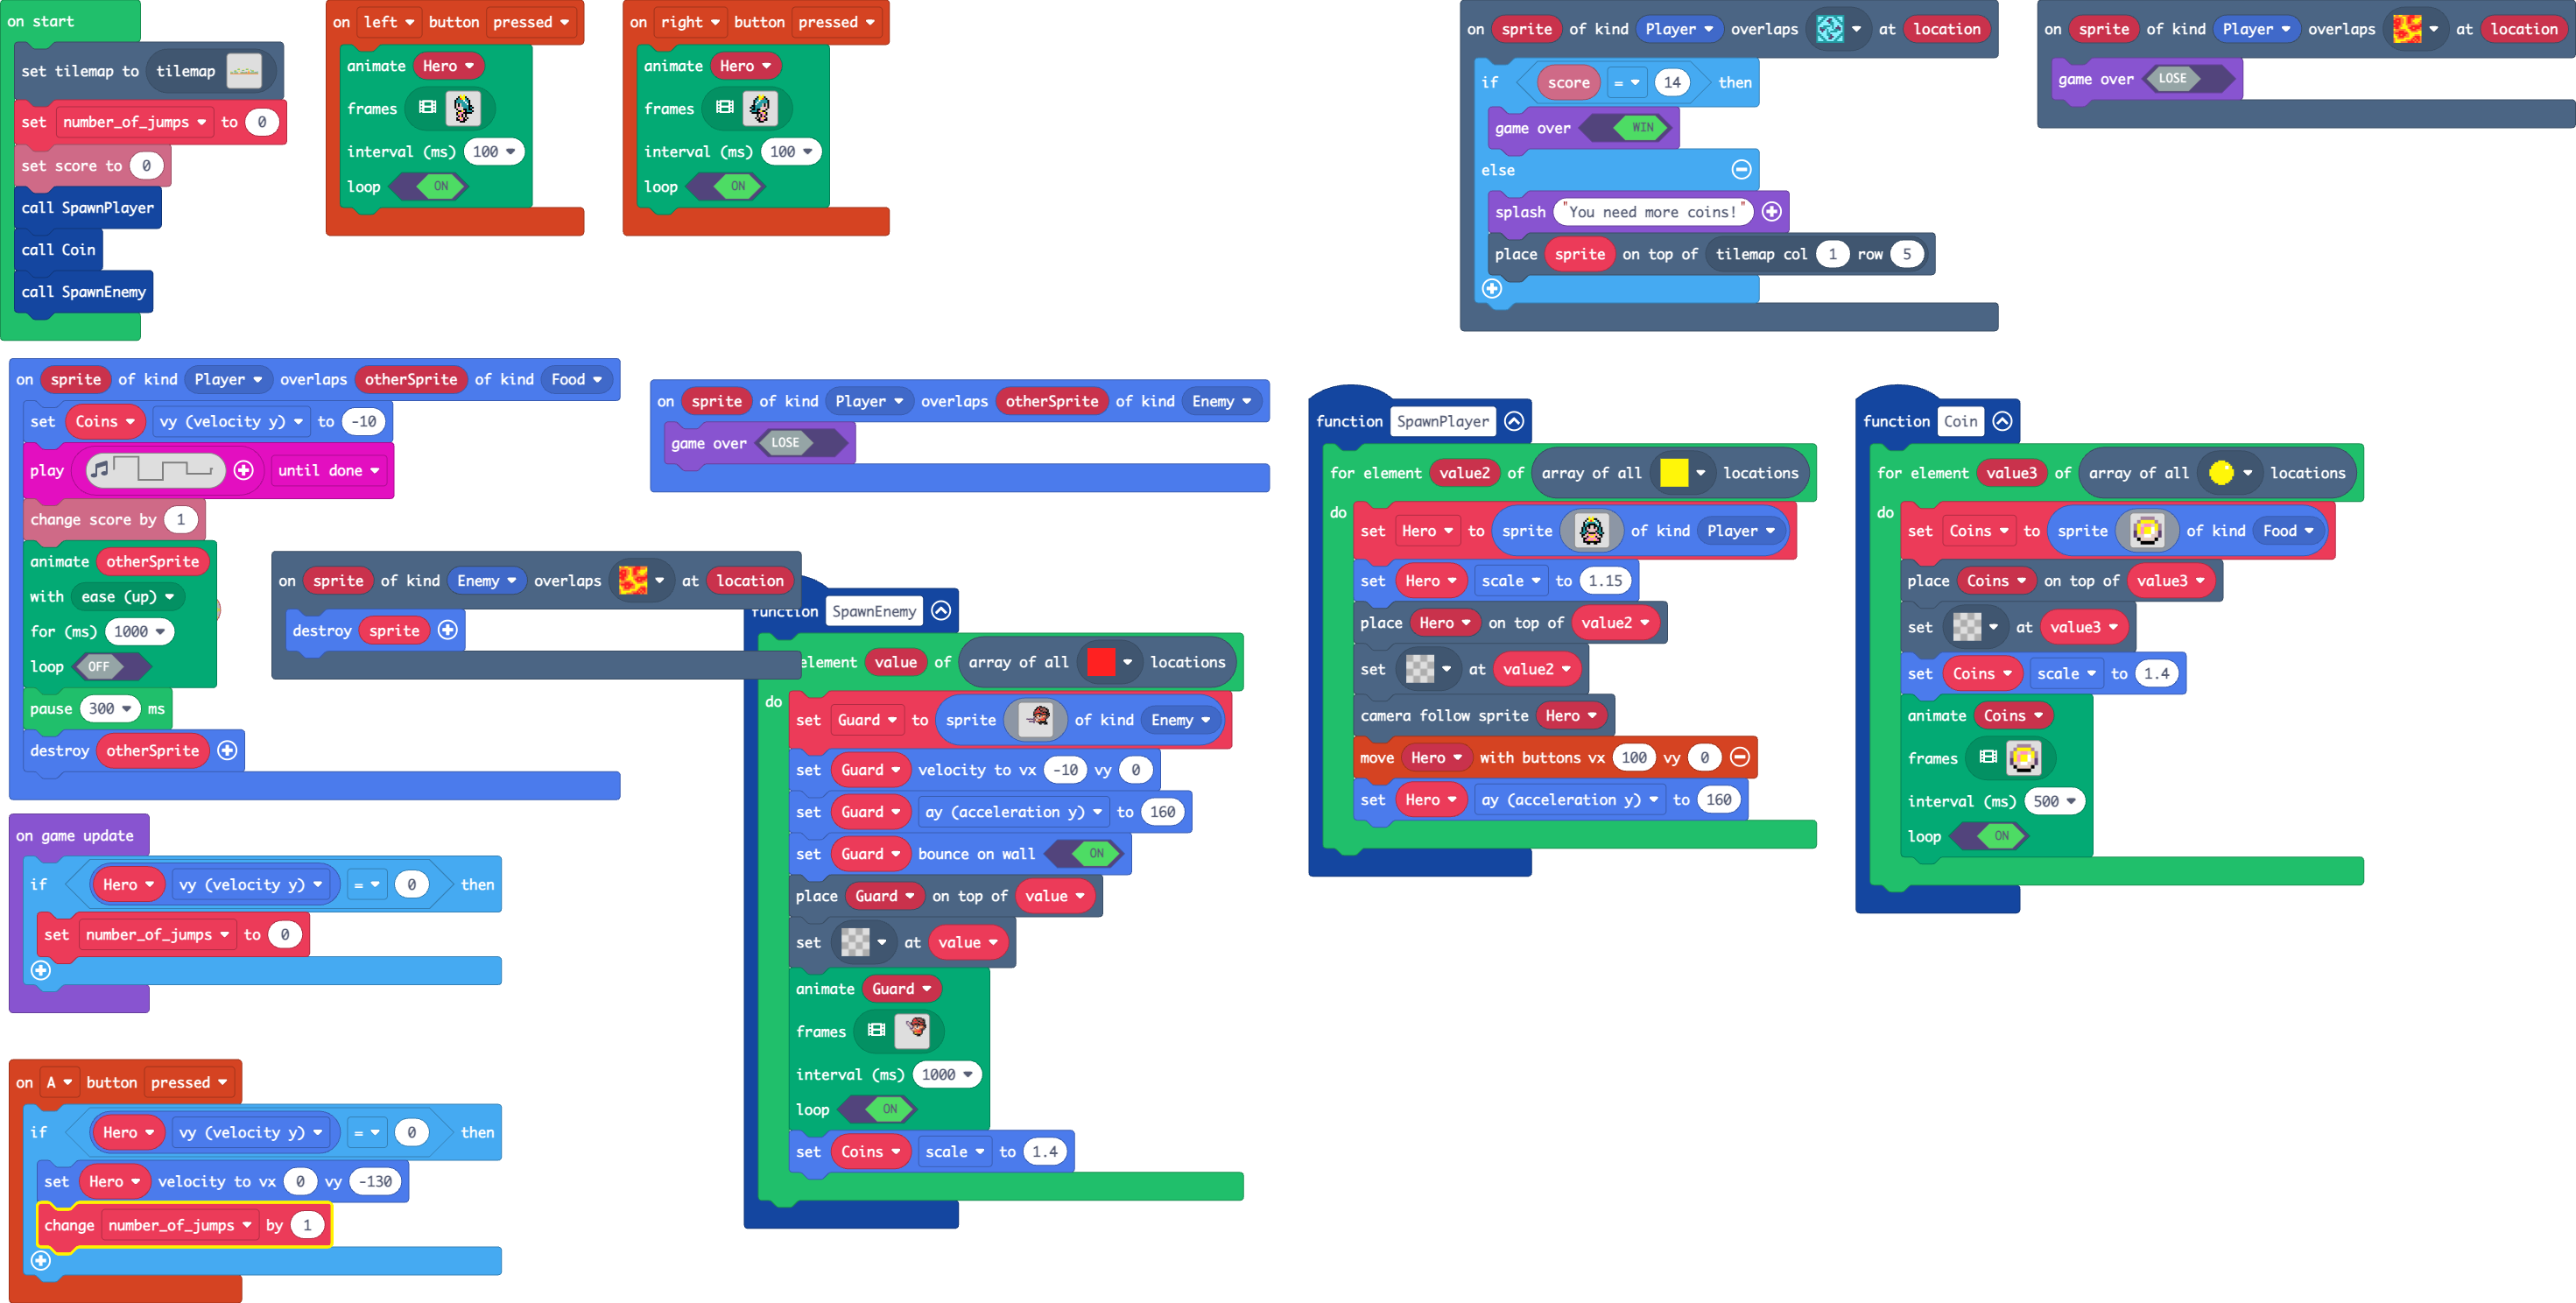 on start
set tilemap to tilemap
set number_of_jumps to 0
set score to 0
call SpawnPlayer
call Coin
call SpawnEnemy
on left button pressed
animate Hero
frames
interval (ms) 100
loop ON
on right button pressed
animate Hero
frames
interval (ms) 100
loop ON
on sprite of kind Player overlaps at location
if score = 14 then
game over WIN
else
splash "You need more coins!"
place sprite on top of tilemap col 1 row 5
on sprite of kind Player overlaps at location
game over LOSE
on sprite of kind Player overlaps otherSprite of kind Food
set Coins vy (velocity y) to -10
play until done
change score by 1
animate otherSprite
with ease (up)
for (ms) 1000
loop OFF
pause 300 ms
destroy otherSprite
on sprite of kind Player overlaps otherSprite of kind Enemy
game over LOSE
on sprite of kind Enemy overlaps at location
destroy sprite
function SpawnEnemy
element value of array of all locations
do
set Guard to sprite of kind Enemy
set Guard velocity to vx -10 vy 0
set Guard ay (acceleration y) to 160
set Guard bounce on wall ON
place Guard on top of value
set at value
animate Guard
frames
interval (ms) 1000
loop ON
set Coins scale to 1.4
function SpawnPlayer
for element value2 of array of all locations
do
set Hero to sprite of kind Player
set Hero scale to 1.15
place Hero on top of value2
set at value2
camera follow sprite Hero
move Hero with buttons vx 100 vy 0
set Hero ay (acceleration y) to 160
function Coin
for element value3 of array of all locations
do
set Coins to sprite of kind Food
place Coins on top of value3
set at value3
set Coins scale to 1.4
animate Coins
frames
interval (ms) 500
loop ON
on game update
if Hero vy (velocity y) = 0 then
set number_of_jumps to 0
on A button pressed
if Hero vy (velocity y) = 0 then
set Hero velocity to vx 0 vy -130
change number_of_jumps by 1